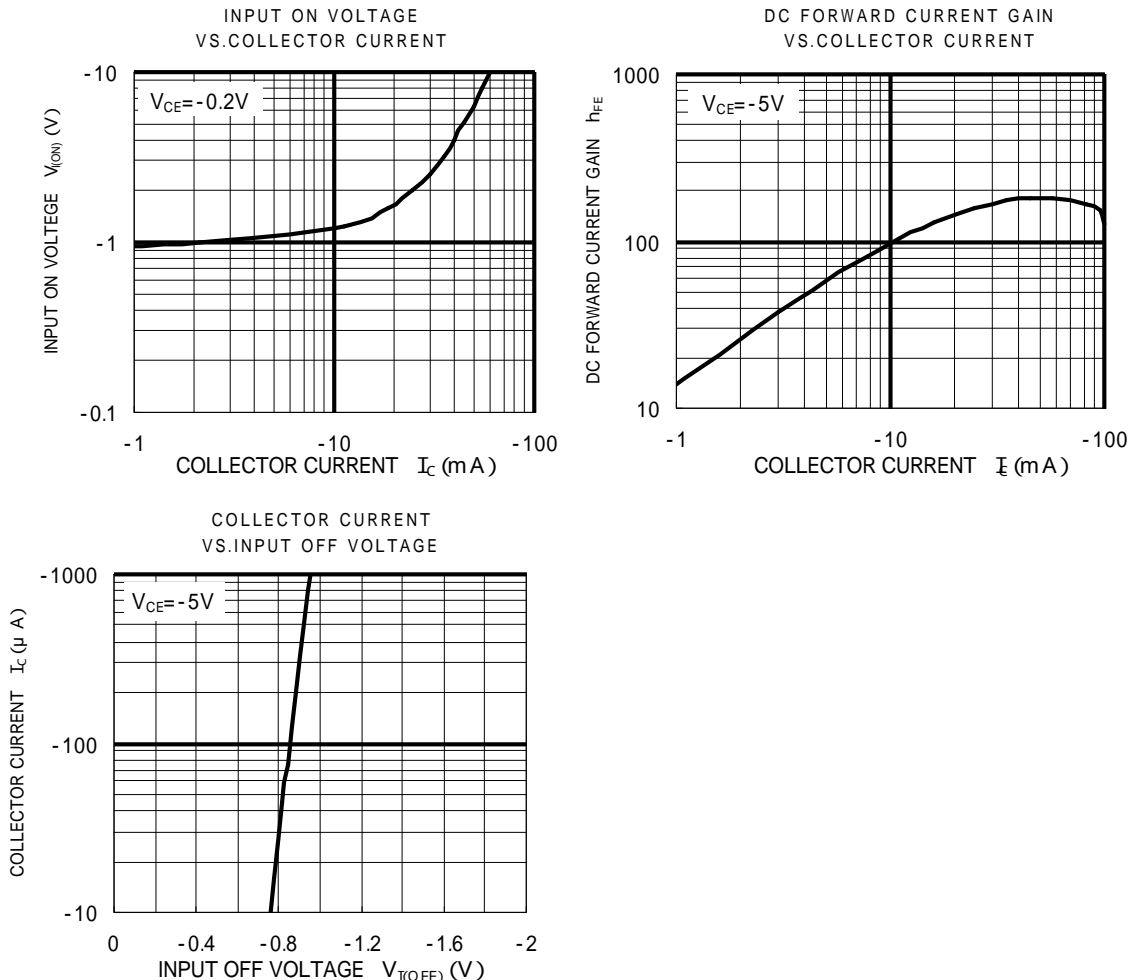 INPUT ON VOLTAGE
VS.COLLECTOR CURRENT
-10
-1
-0.1
INPUT ON VOLTEGE VI(ON) (V)
VCE=-0.2V
-1
-10
-100
COLLECTOR CURRENT IC (mA)
DC FORWARD CURRENT GAIN
VS.COLLECTOR CURRENT
1000
100
10
DC FORWARD CURRENT GAIN hFE
VCE=-5V
-1
-10
-100
COLLECTOR CURRENT IE (mA)
COLLECTOR CURRENT
VS.INPUT OFF VOLTAGE
-1000
-100
-10
COLLECTOR CURRENT IC (μ A)
VCE=-5V
0
-0.4
-0.8
-1.2
-1.6
-2
INPUT OFF VOLTAGE VI(OFF) (V)